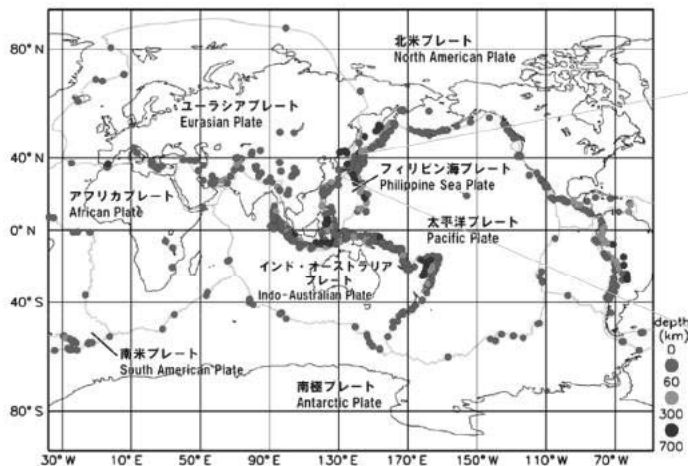 80° N
40° N
0° N
40° S
80° S
北米プレート
North American Plate
ユーラシアプレート
Eurasian Plate
フィリピン海プレート
Philippine Sea Plate
アフリカプレート
African Plate
太平洋プレート
Pacific Plate
インド・オーストラリア
プレート
Indo-Australian Plate
南米プレート
South American Plate
南極プレート
Antarctic Plate
depth
(km)
0
60
300
700
30° W 10° E 50° E 90° E 130° E 170° E 150° W 110° W 70° W